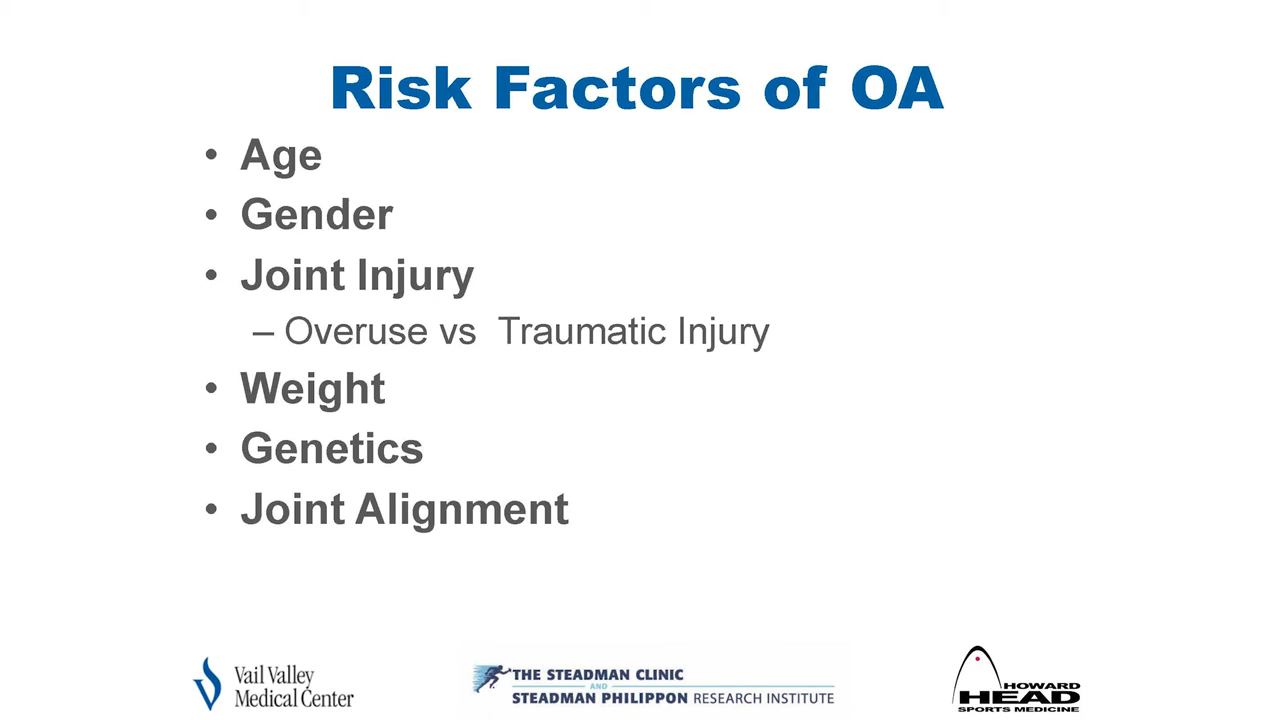 Risk Factors of OA
• Age
• Gender
• Joint Injury
– Overuse vs Traumatic Injury
• Weight
• Genetics
• Joint Alignment
Vail Valley
Medical Center
THE STEADMAN CLINIC
AND
STEADMAN PHILIPPON RESEARCH INSTITUTE
HOWARD
HEAD
SPORTS MEDICINE